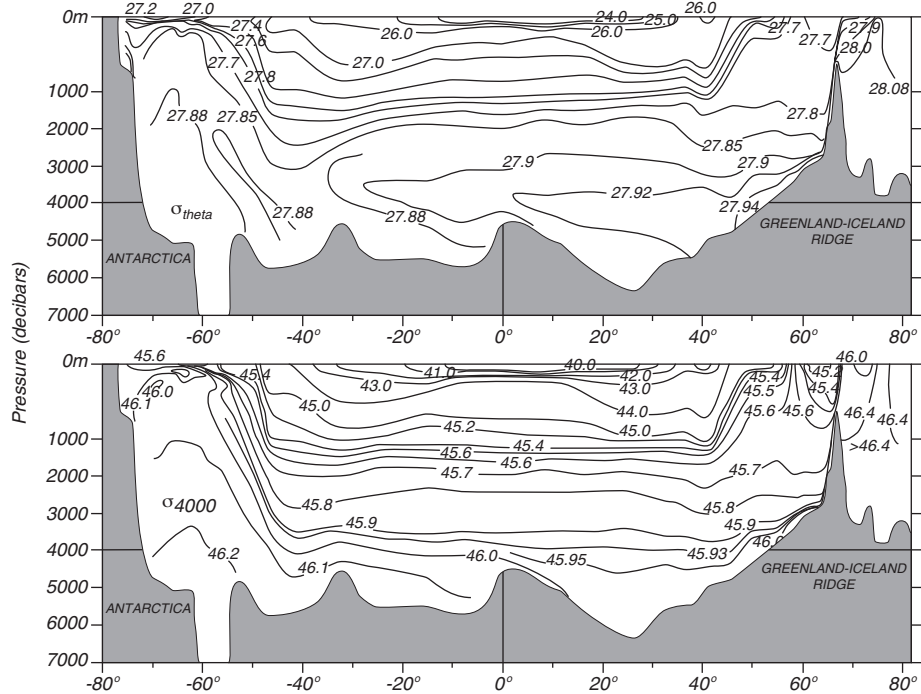 27.2 27.0 24.0 25.0 26.0
0m 27.4 26.0 26.0 27.7 27.9
27.6 27.7 28.0
27.7 27.0
27.8
1000 28.08
27.88 27.85 27.8
2000
27.85
3000 27.9 27.9
27.92
4000
σtheta 27.88 27.88 27.94
5000 GREENLAND-ICELAND
RIDGE
ANTARCTICA
6000
7000
-80° -60° -40° -20° 0° 20° 40° 60° 80°
Pressure (decibars)
45.6 46.0
0m 45.4 41.0 40.0 45.4 45.2
46.0 43.0 42.0 45.5 45.4
46.1 43.0
45.0 44.0 45.6 45.6 46.4 46.4
45.2 45.0
1000 45.4 >46.4
45.6 45.6
2000 45.7 45.7
σ4000 45.8 45.8
3000
45.9 45.9
46.0
4000 46.2 46.0 45.95 45.93
46.1
5000 GREENLAND-ICELAND
RIDGE
ANTARCTICA
6000
7000
-80° -60° -40° -20° 0° 20° 40° 60° 80°